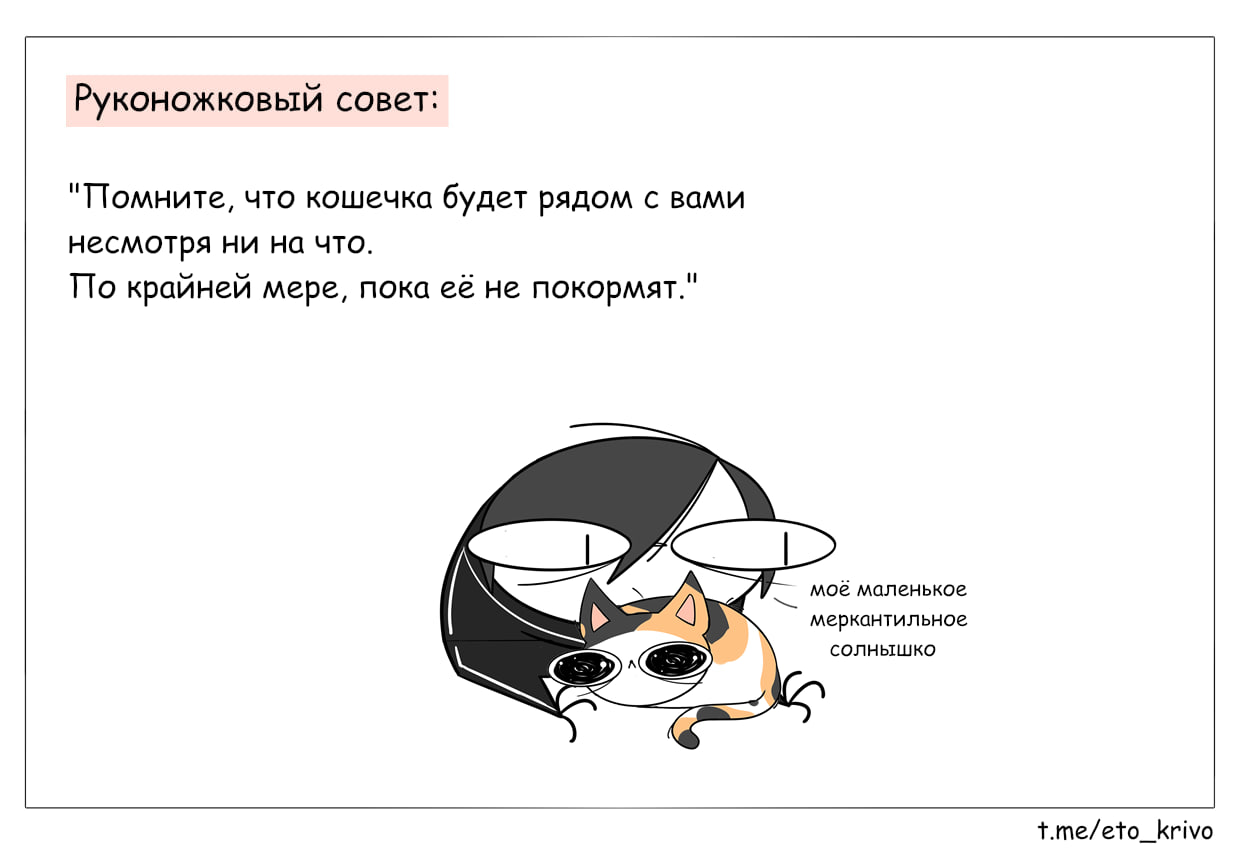 Руконожковый совет:
"Помните, что кошечка будет рядом с вами
несмотря ни на что.
По крайней мере, пока её не покормят."
моё маленькое
меркантильное
солнышко
t.me/eto_krivo